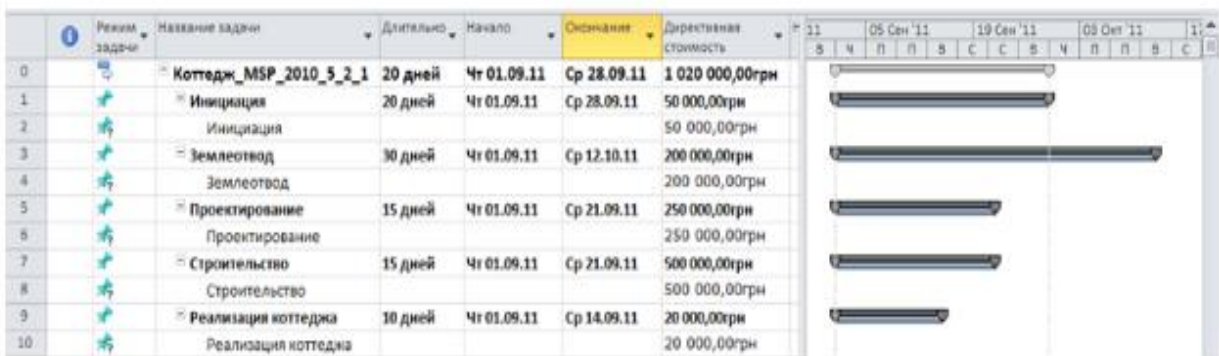 Режим задачи Название задачи Длительно Начало Окончание Директивная стоимость 11 05 Сен '11 19 Сен '11 03 Окт '11 1
В Ч П П В С С В Ч П П В С
0 Коттедж_MSP_2010_5_2_1 20 дней Чт 01.09.11 Ср 28.09.11 1 020 000,00грн
1 Инициация 20 дней Чт 01.09.11 Ср 28.09.11 50 000,00грн
2 Инициация 50 000,00грн
3 Землеотвод 30 дней Чт 01.09.11 Ср 12.10.11 200 000,00грн
4 Землеотвод 200 000,00грн
5 Проектирование 15 дней Чт 01.09.11 Ср 21.09.11 250 000,00грн
6 Проектирование 250 000,00грн
7 Строительство 15 дней Чт 01.09.11 Ср 21.09.11 500 000,00грн
8 Строительство 500 000,00грн
9 Реализация коттеджа 10 дней Чт 01.09.11 Ср 14.09.11 20 000,00грн
10 Реализация коттеджа 20 000,00грн